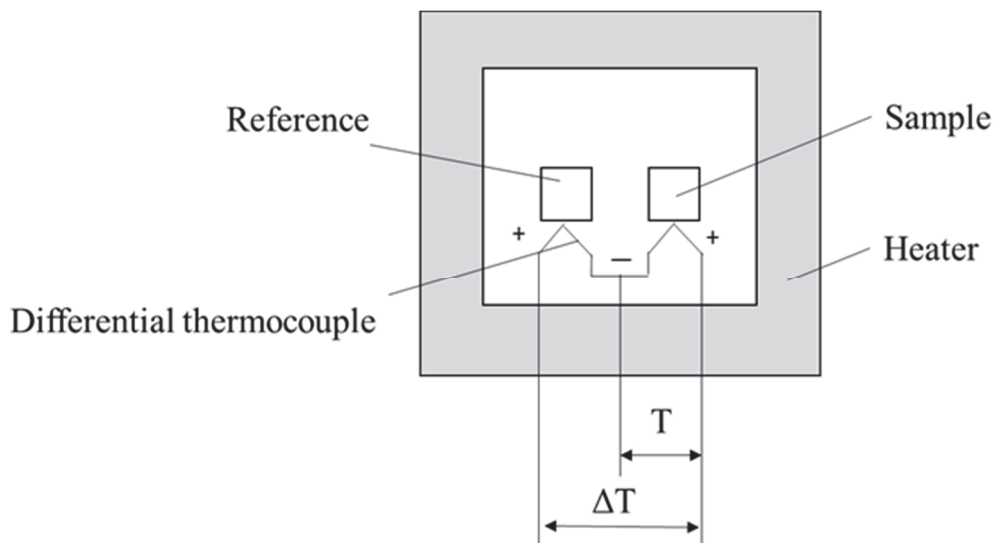 Reference
Sample
+
+
−
Heater
Differential thermocouple
T
ΔT